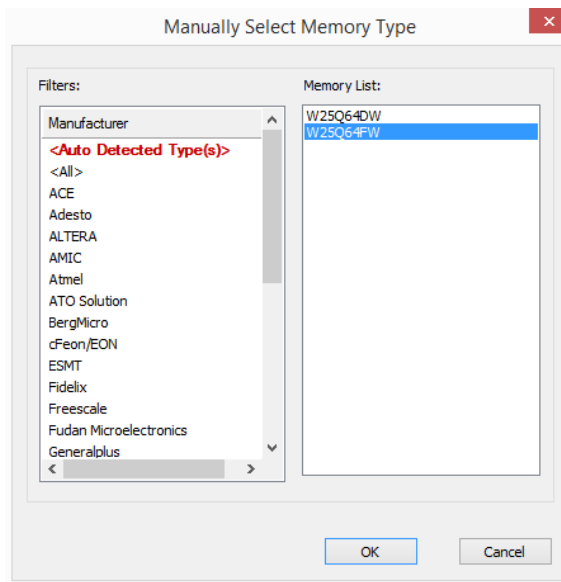 Manually Select Memory Type
Filters:
Manufacturer
<Auto Detected Type(s)>
<All>
ACE
Adesto
ALTERA
AMIC
Atmel
ATO Solution
BergMicro
cFeon/EON
ESMT
Fidelix
Freescale
Fudan Microelectronics
Generalplus
Memory List:
W25Q64DW
W25Q64FW
OK
Cancel